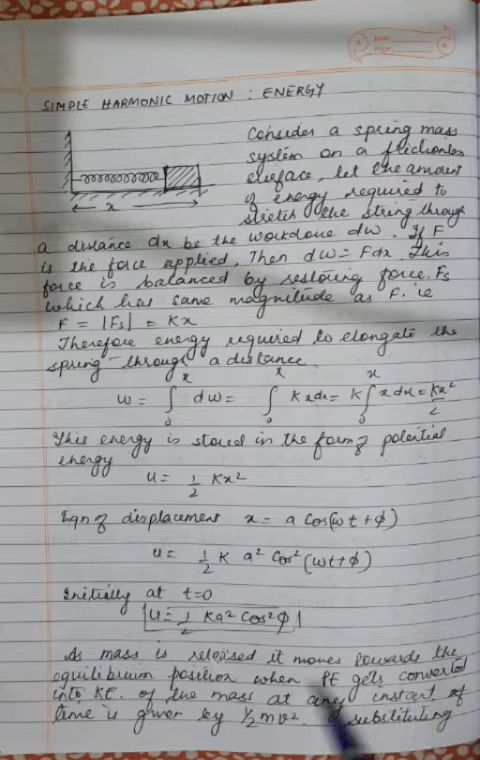 SIMPLE HARMONIC MOTION : ENERGY
Consider a spring mass
system on a frictionless
surface, let the amount
of energy required to
stretch the string through
x
a distance dx be the workdone dw. If F
is the force applied, Then dw = Fdx. This
force is balanced by restoring force Fs
which has same magnitude as F. ie
F = |Fs| = Kx
Therefore energy required to elongate the
spring through a distance
W = ∫₀ˣ dw = ∫₀ˣ Kxdx = K∫₀ˣ x dx = Kx²/2
This energy is stored in the form of potential
energy
U = 1/2 Kx²
Eqn of displacement x = a cos(ωt + φ)
U = 1/2 K a² cos² (ωt + φ)
Initially at t=0
U = 1/2 Ka² cos² φ
As mass is released it moves towards the
equilibrium position when PE gets converted
into KE. of the mass at any instant of
time is given by 1/2 mv². substituting